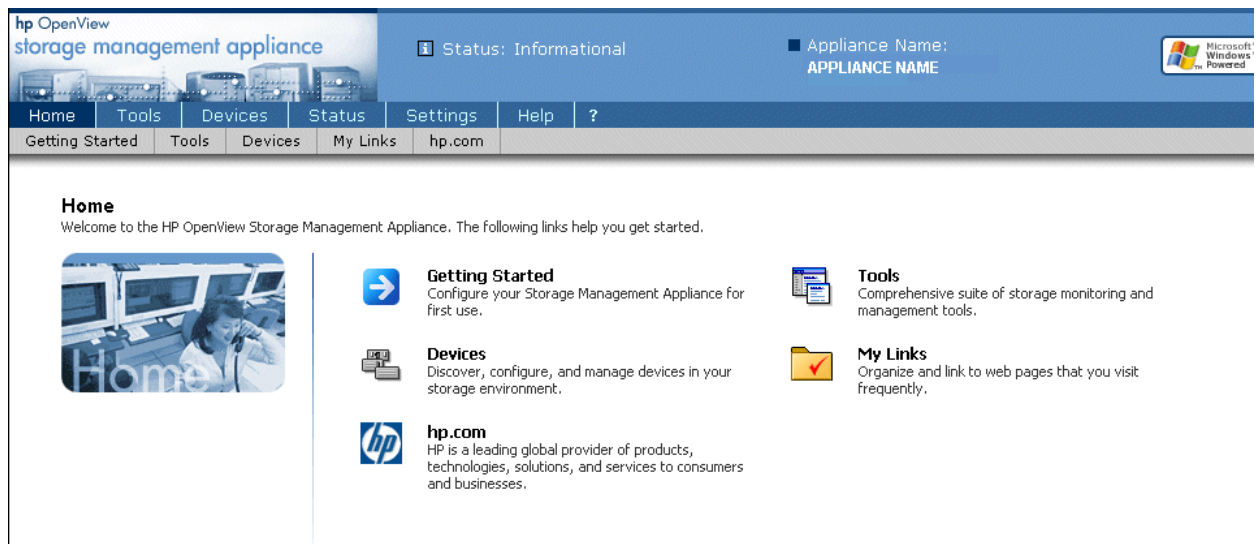 hp OpenView
storage management appliance
Status: Informational
Appliance Name:
APPLIANCE NAME
Microsoft
Windows
Powered
Home Tools Devices Status Settings Help ?
Getting Started Tools Devices My Links hp.com
Home
Welcome to the HP OpenView Storage Management Appliance. The following links help you get started.
Home
Getting Started
Configure your Storage Management Appliance for
first use.
Tools
Comprehensive suite of storage monitoring and
management tools.
Devices
Discover, configure, and manage devices in your
storage environment.
My Links
Organize and link to web pages that you visit
frequently.
hp
hp.com
HP is a leading global provider of products,
technologies, solutions, and services to consumers
and businesses.